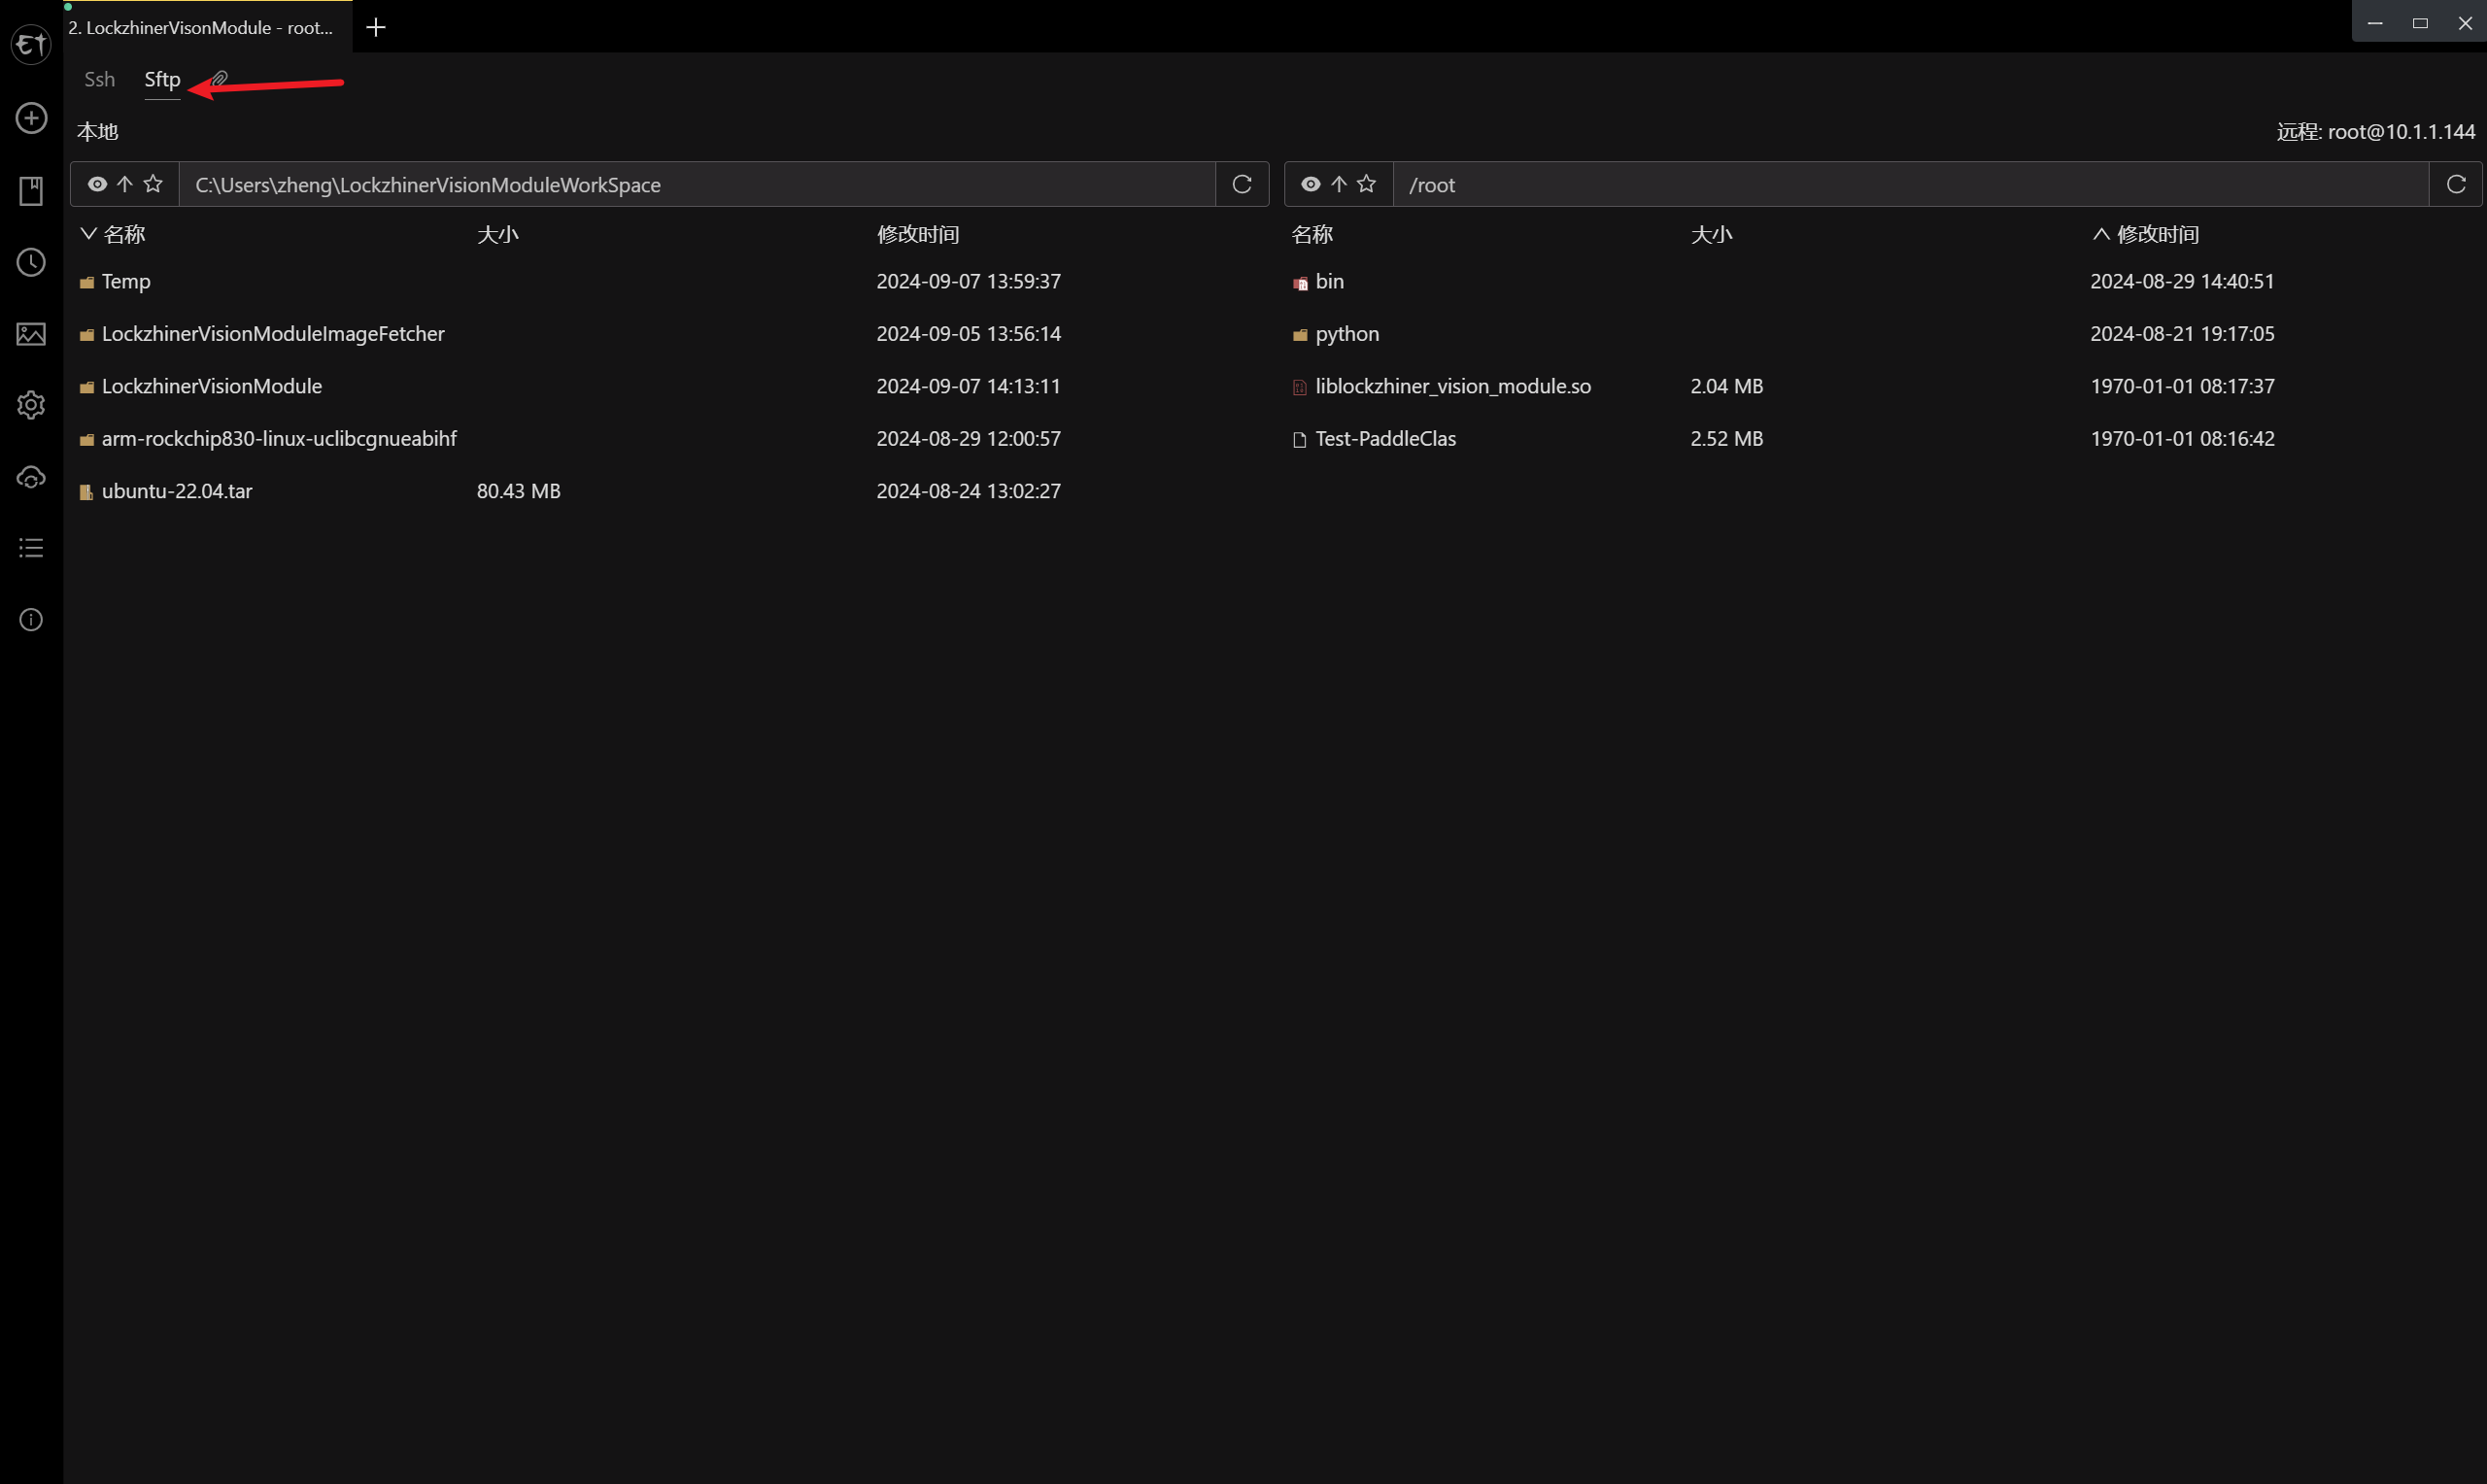 2. LockzhinerVisonModule - root...
Ssh Sftp
本地
远程: root@10.1.1.144
C:\Users\zheng\LockzhinerVisionModuleWorkSpace
/root
名称 大小 修改时间
名称 大小 修改时间
Temp 2024-09-07 13:59:37
bin 2024-08-29 14:40:51
LockzhinerVisionModuleImageFetcher 2024-09-05 13:56:14
python 2024-08-21 19:17:05
LockzhinerVisionModule 2024-09-07 14:13:11
liblockzhiner_vision_module.so 2.04 MB 1970-01-01 08:17:37
arm-rockchip830-linux-uclibcgnueabihf 2024-08-29 12:00:57
Test-PaddleClas 2.52 MB 1970-01-01 08:16:42
ubuntu-22.04.tar 80.43 MB 2024-08-24 13:02:27